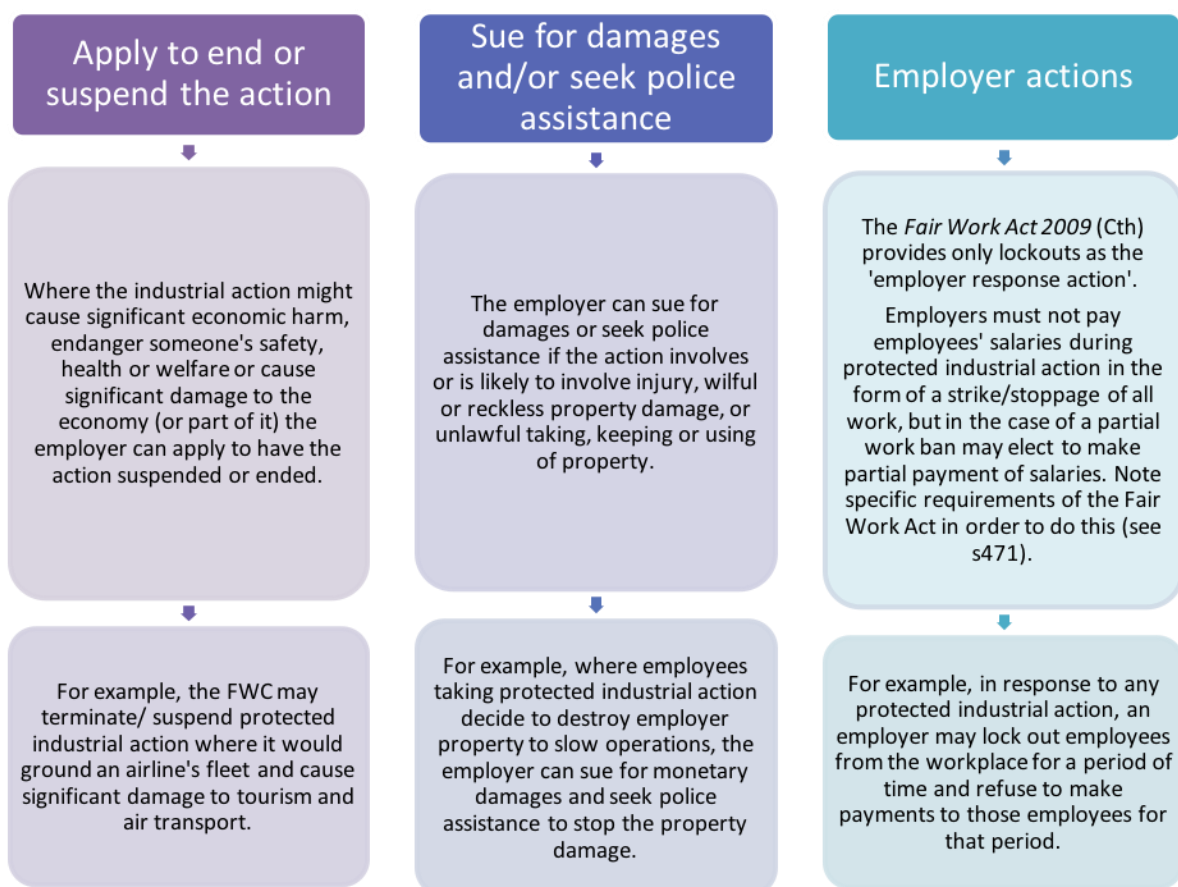 Apply to end or
suspend the action
Where the industrial action might
cause significant economic harm,
endanger someone's safety,
health or welfare or cause
significant damage to the
economy (or part of it) the
employer can apply to have the
action suspended or ended.
For example, the FWC may
terminate/ suspend protected
industrial action where it would
ground an airline's fleet and cause
significant damage to tourism and
air transport.
Sue for damages
and/or seek police
assistance
The employer can sue for
damages or seek police
assistance if the action involves
or is likely to involve injury, wilful
or reckless property damage, or
unlawful taking, keeping or using
of property.
For example, where employees
taking protected industrial action
decide to destroy employer
property to slow operations, the
employer can sue for monetary
damages and seek police
assistance to stop the property
damage.
Employer actions
The Fair Work Act 2009 (Cth)
provides only lockouts as the
'employer response action'.
Employers must not pay
employees' salaries during
protected industrial action in the
form of a strike/stoppage of all
work, but in the case of a partial
work ban may elect to make
partial payment of salaries. Note
specific requirements of the Fair
Work Act in order to do this (see
s471).
For example, in response to any
protected industrial action, an
employer may lock out employees
from the workplace for a period of
time and refuse to make
payments to those employees for
that period.